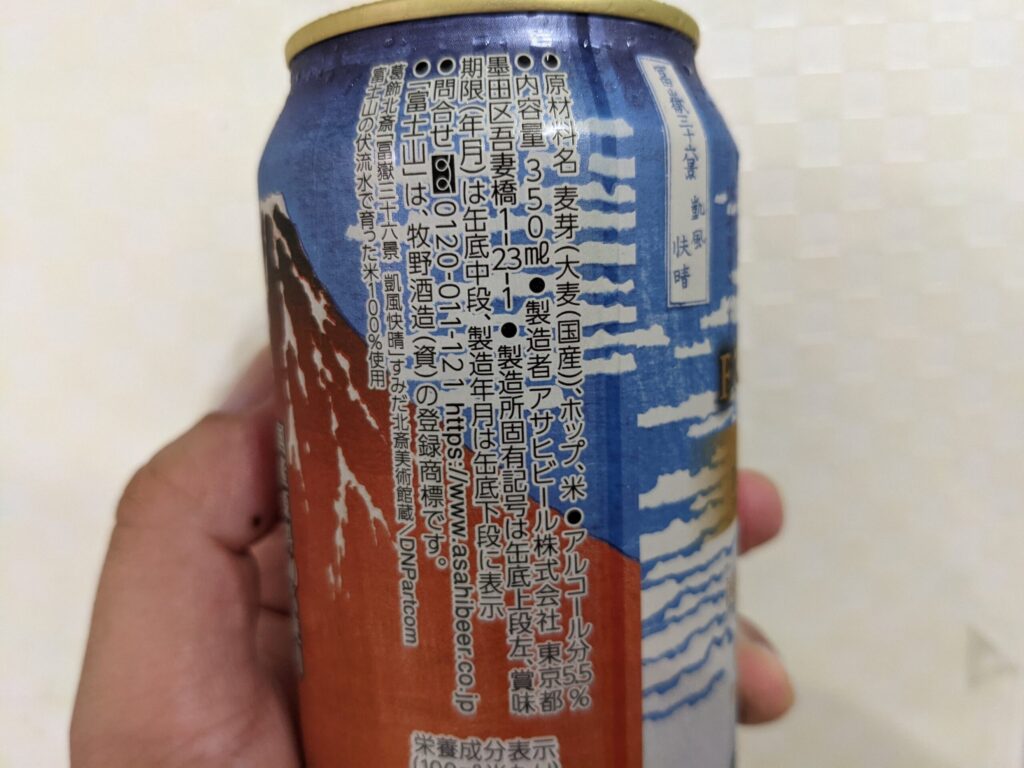 ●原材料名 麦芽(大麦(国産))、ホップ、米●アルコール分5.5%
●内容量 350㎖●製造者 アサヒビール株式会社 東京都
墨田区吾妻橋1-23-1●製造所固有記号は缶底上段左、賞味
期限(年月)は缶底中段、製造年月は缶底下段に表示
●問合せ 0120-011-121 https://www.asahibeer.co.jp
●「富士山」は、牧野酒造(資)の登録商標です。
葛飾北斎「冨嶽三十六景 凱風快晴」すみだ北斎美術館蔵/DNPartcom
富士山の伏流水で育った米100%使用
冨嶽三十六景 凱風
快晴
栄養成分表示